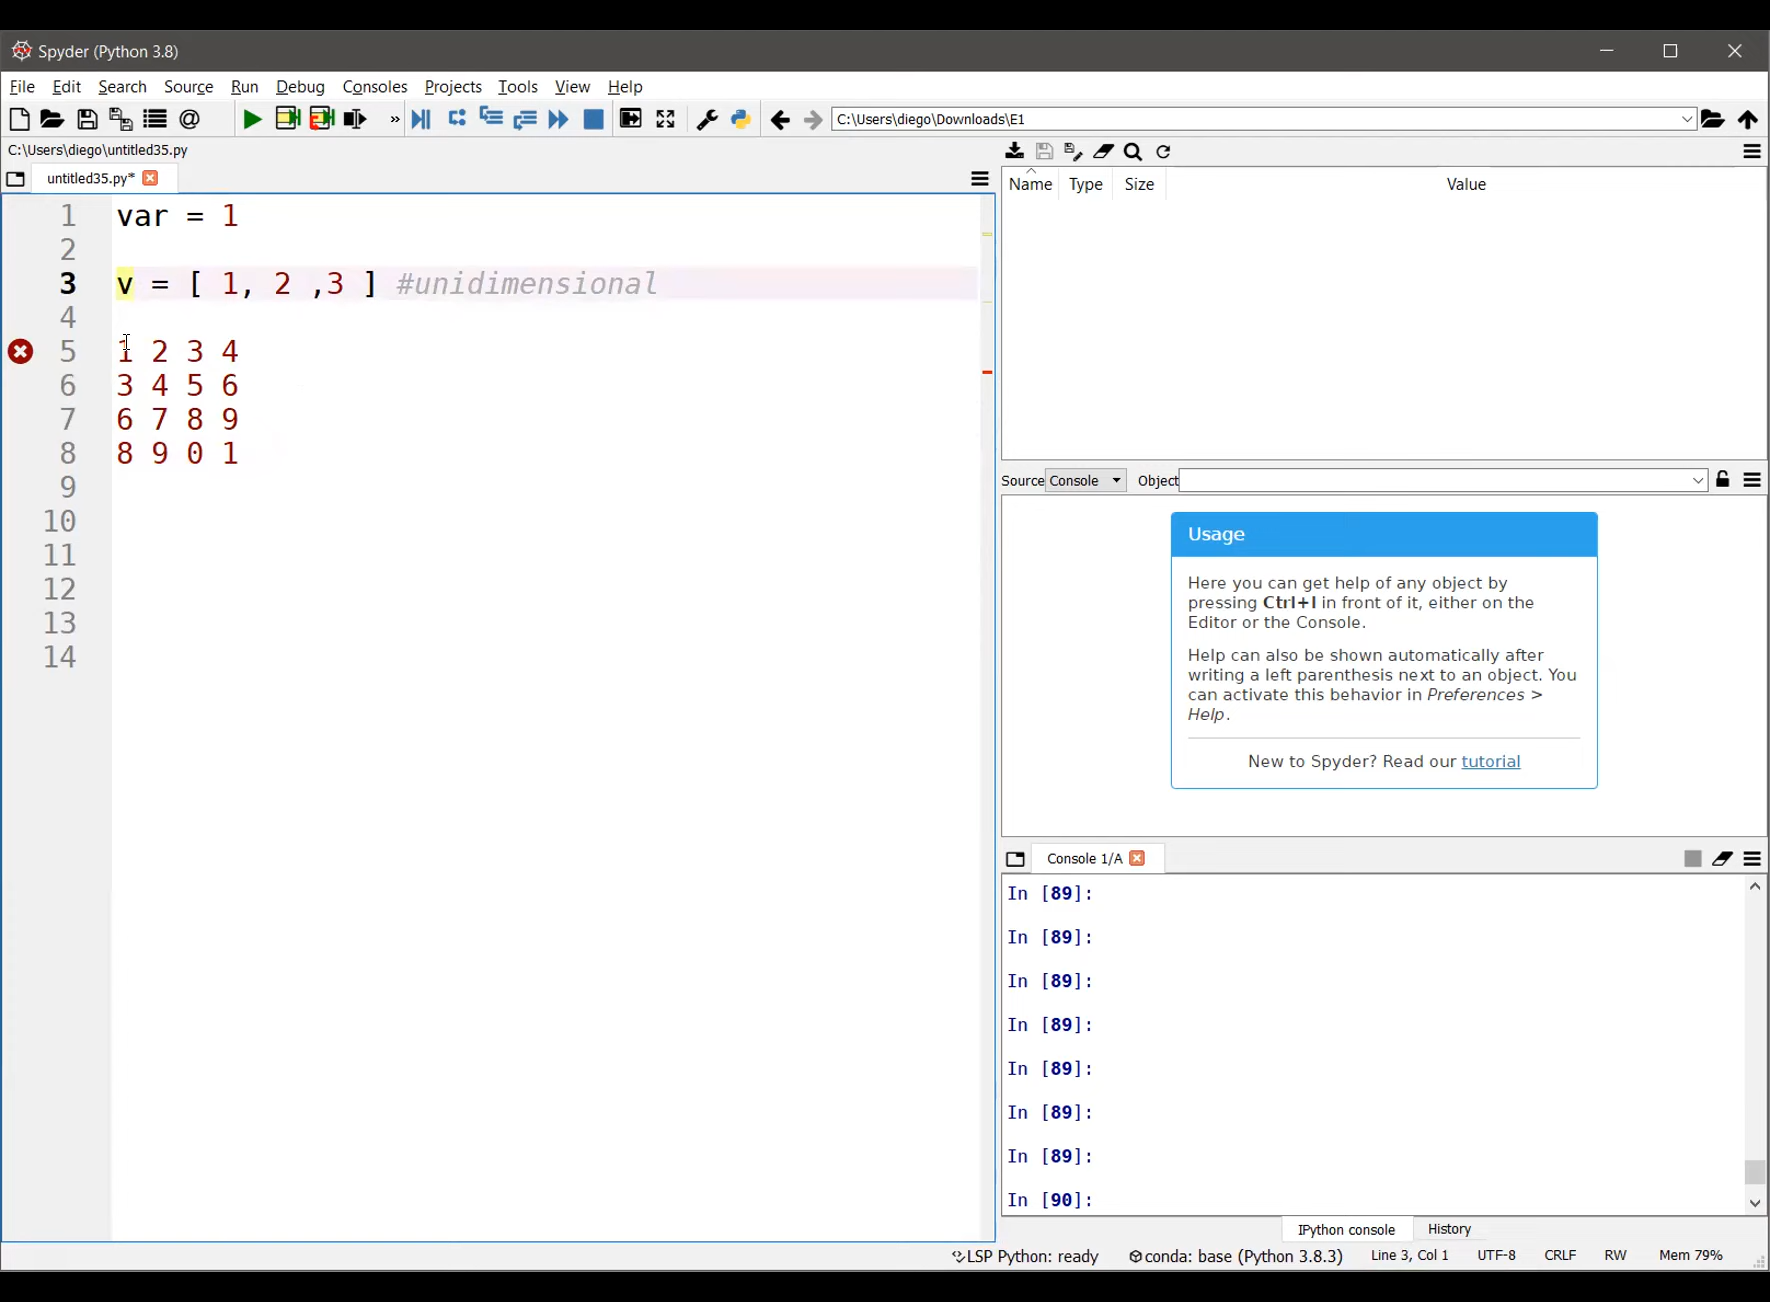 Spyder (Python 3.8)
File Edit Search Source Run Debug Consoles Projects Tools View Help
» C:\Users\diego\Downloads\E1
C:\Users\diego\untitled35.py
untitled35.py*
1 var = 1
2
3 v = [ 1, 2 ,3 ] #unidimensional
4
5 1 2 3 4
6 3 4 5 6
7 6 7 8 9
8 8 9 0 1
9
10
11
12
13
14
Name Type Size Value
Source Console Object
Usage
Here you can get help of any object by
pressing Ctrl+I in front of it, either on the
Editor or the Console.
Help can also be shown automatically after
writing a left parenthesis next to an object. You
can activate this behavior in Preferences >
Help.
New to Spyder? Read our tutorial
Console 1/A
In [89]:
In [89]:
In [89]:
In [89]:
In [89]:
In [89]:
In [89]:
In [90]:
IPython console History
LSP Python: ready conda: base (Python 3.8.3) Line 3, Col 1 UTF-8 CRLF RW Mem 79%